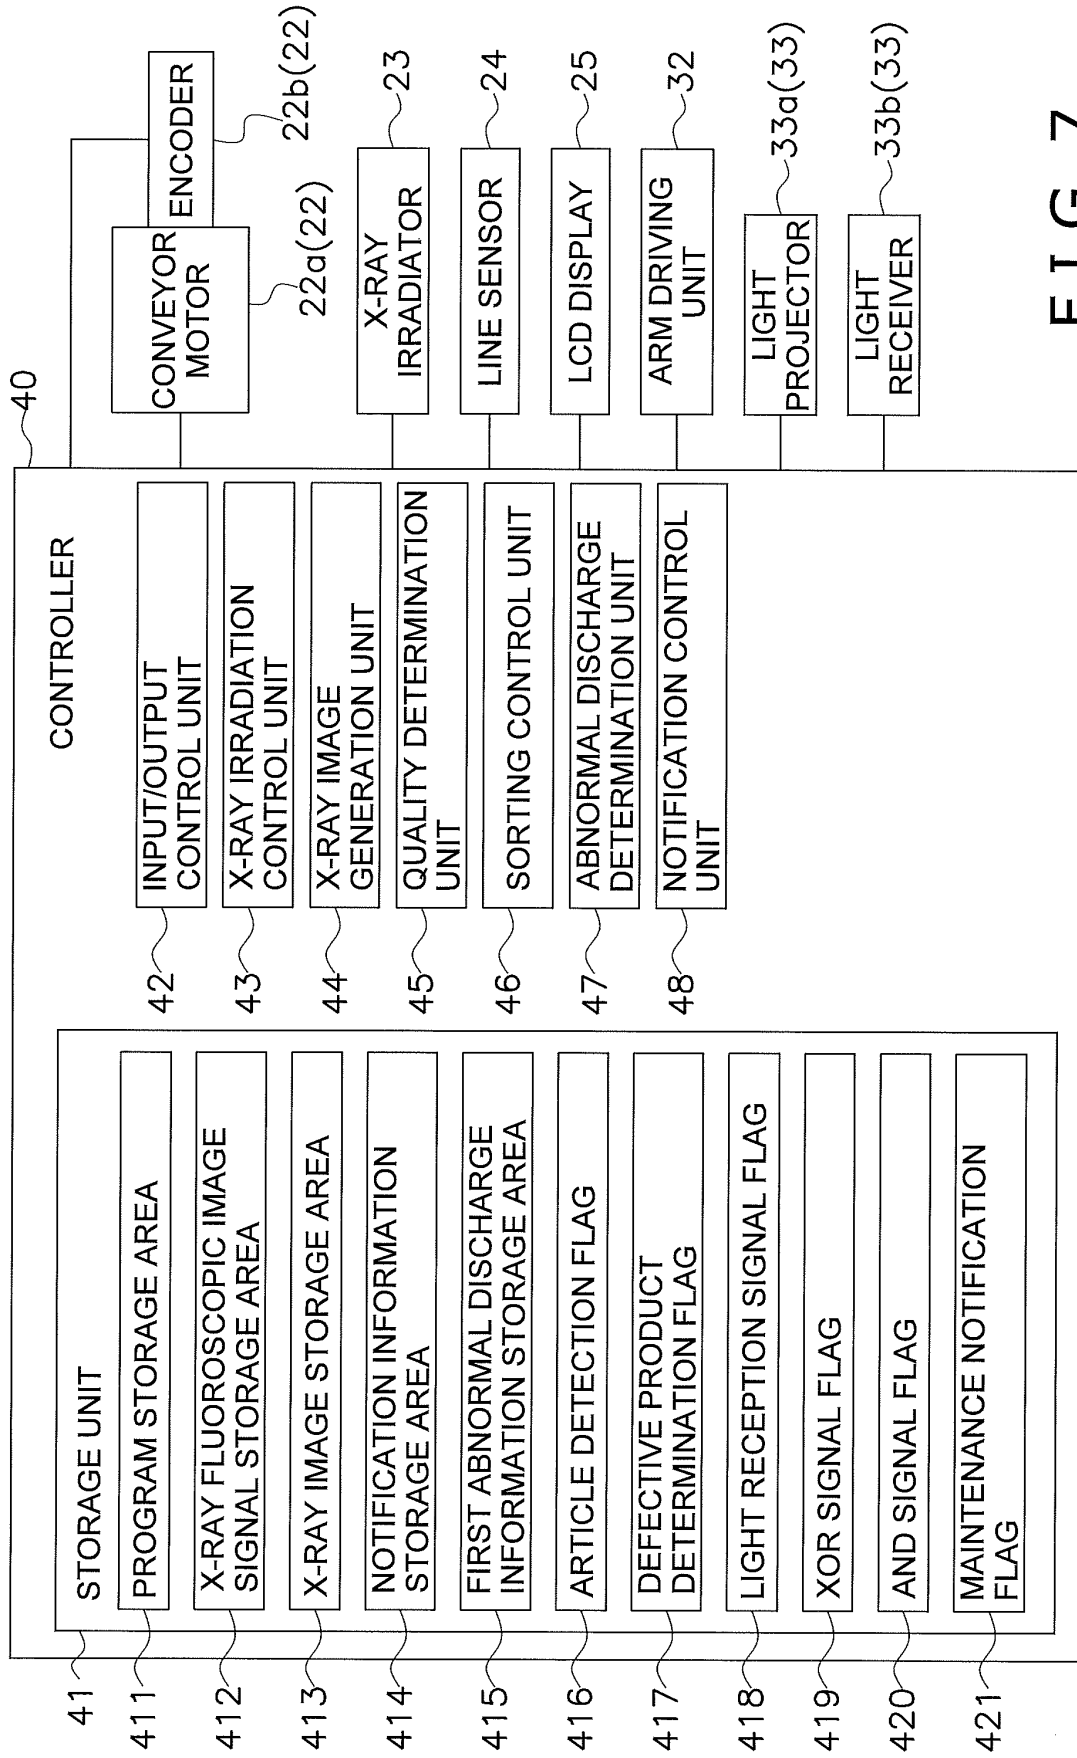 40
CONTROLLER
41
STORAGE UNIT
411
PROGRAM STORAGE AREA
412
X-RAY FLUOROSCOPIC IMAGE
SIGNAL STORAGE AREA
413
X-RAY IMAGE STORAGE AREA
414
NOTIFICATION INFORMATION
STORAGE AREA
415
FIRST ABNORMAL DISCHARGE
INFORMATION STORAGE AREA
416
ARTICLE DETECTION FLAG
417
DEFECTIVE PRODUCT
DETERMINATION FLAG
418
LIGHT RECEPTION SIGNAL FLAG
419
XOR SIGNAL FLAG
420
AND SIGNAL FLAG
421
MAINTENANCE NOTIFICATION
FLAG
42
INPUT/OUTPUT
CONTROL UNIT
43
X-RAY IRRADIATION
CONTROL UNIT
44
X-RAY IMAGE
GENERATION UNIT
45
QUALITY DETERMINATION
UNIT
46
SORTING CONTROL UNIT
47
ABNORMAL DISCHARGE
DETERMINATION UNIT
48
NOTIFICATION CONTROL
UNIT
CONVEYOR
MOTOR
22a(22)
ENCODER
22b(22)
X-RAY
IRRADIATOR
23
LINE SENSOR
24
LCD DISPLAY
25
ARM DRIVING
UNIT
32
LIGHT
PROJECTOR
33a(33)
LIGHT
RECEIVER
33b(33)
FIG 7